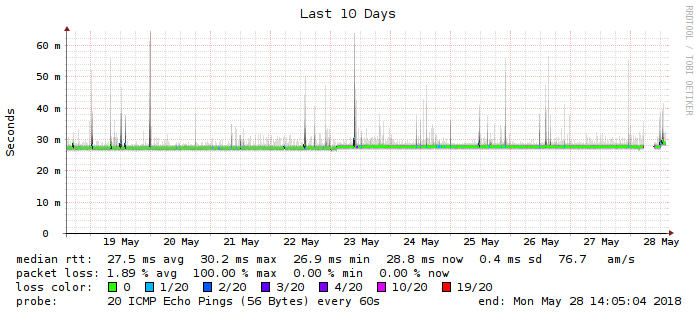 Last 10 Days
RRDTOOL / TOBI OETIKER
Seconds
60 m
50 m
40 m
30 m
20 m
10 m
0
19 May 20 May 21 May 22 May 23 May 24 May 25 May 26 May 27 May 28 May
median rtt: 27.5 ms avg 30.2 ms max 26.9 ms min 28.8 ms now 0.4 ms sd 76.7 am/s
packet loss: 1.89 % avg 100.00 % max 0.00 % min 0.00 % now
loss color: 0 1/20 2/20 3/20 4/20 10/20 19/20
probe: 20 ICMP Echo Pings (56 Bytes) every 60s end: Mon May 28 14:05:04 2018